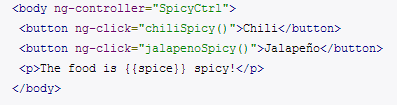 <body ng-controller="SpicyCtrl">
<button ng-click="chiliSpicy()">Chili</button>
<button ng-click="jalapenoSpicy()">Jalapeño</button>
<p>The food is {{spice}} spicy!</p>
</body>